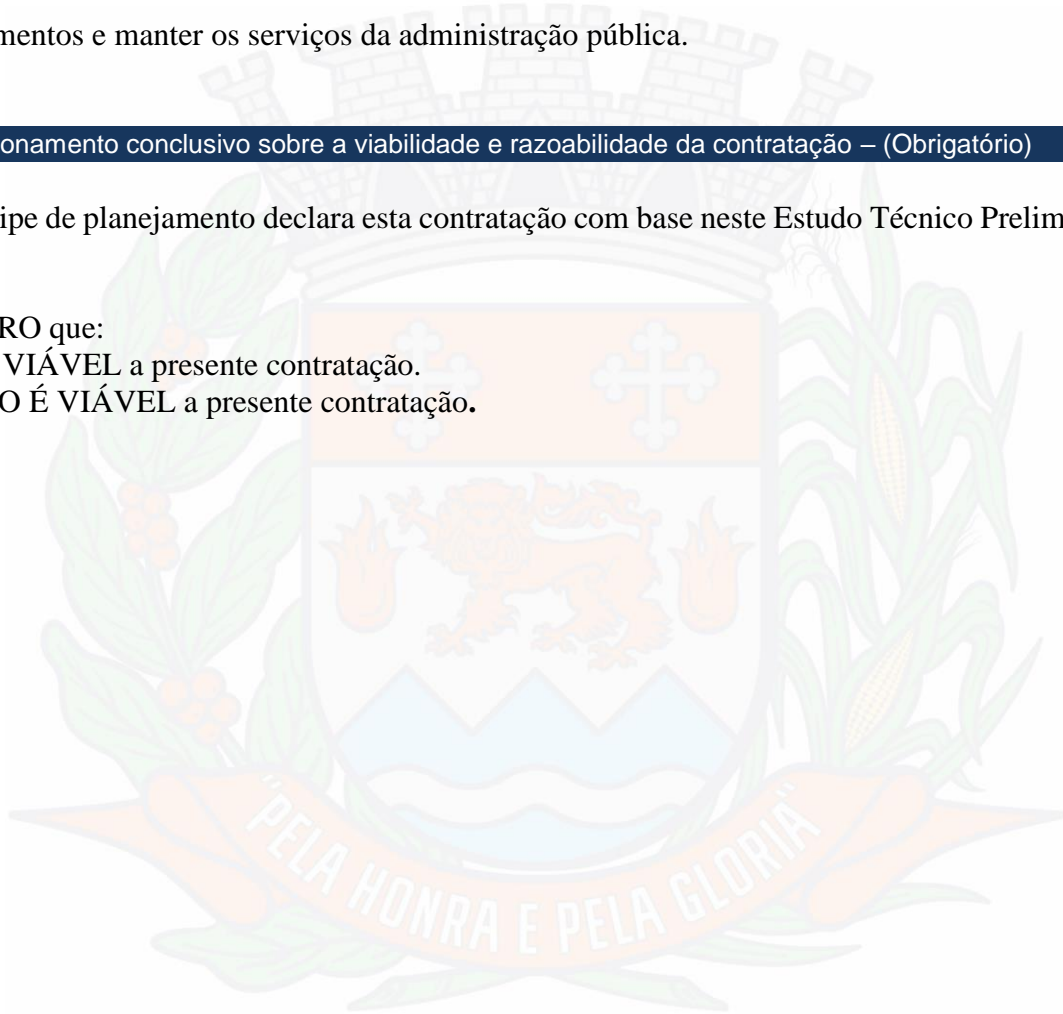 mentos e manter os serviços da administração pública.
onamento conclusivo sobre a viabilidade e razoabilidade da contratação – (Obrigatório)
ipe de planejamento declara esta contratação com base neste Estudo Técnico Prelim
RO que:
VIÁVEL a presente contratação.
O É VIÁVEL a presente contratação.
"PELA HONRA E PELA GLORIA"